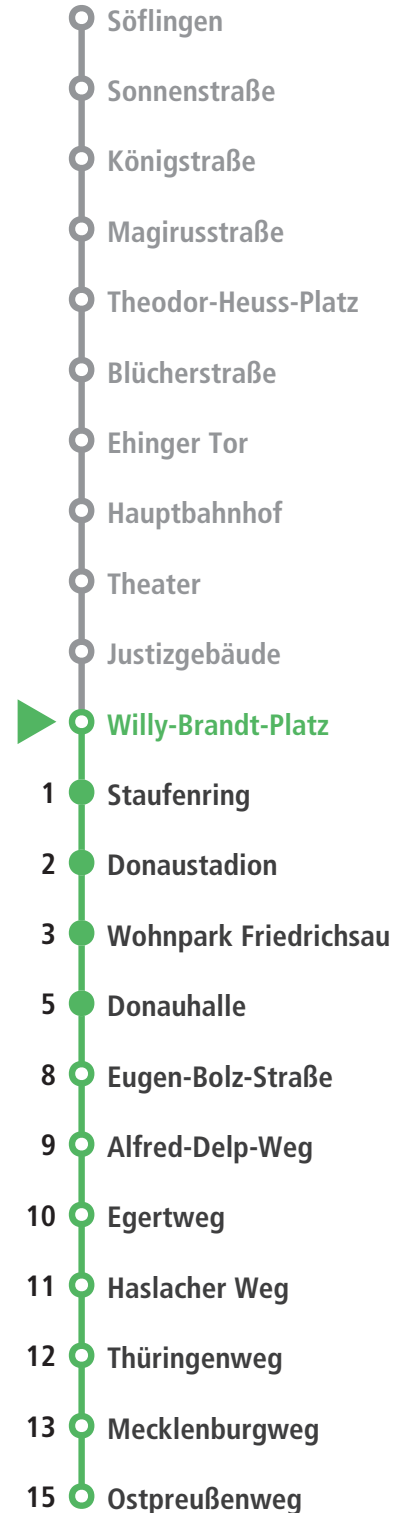 Söflingen
Sonnenstraße
Königstraße
Magirusstraße
Theodor-Heuss-Platz
Blücherstraße
Ehinger Tor
Hauptbahnhof
Theater
Justizgebäude
Willy-Brandt-Platz
1 Staufenring
2 Donaustadion
3 Wohnpark Friedrichsau
5 Donauhalle
8 Eugen-Bolz-Straße
9 Alfred-Delp-Weg
10 Egertweg
11 Haslacher Weg
12 Thüringenweg
13 Mecklenburgweg
15 Ostpreußenweg